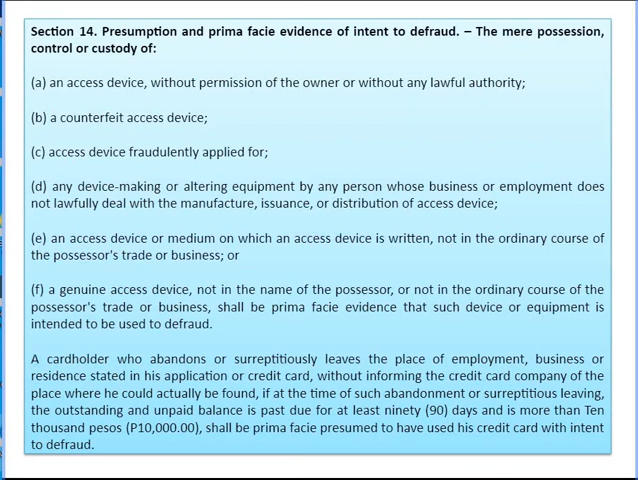 Section 14. Presumption and prima facie evidence of intent to defraud. – The mere possession,
control or custody of:
(a) an access device, without permission of the owner or without any lawful authority;
(b) a counterfeit access device;
(c) access device fraudulently applied for;
(d) any device-making or altering equipment by any person whose business or employment does
not lawfully deal with the manufacture, issuance, or distribution of access device;
(e) an access device or medium on which an access device is written, not in the ordinary course of
the possessor's trade or business; or
(f) a genuine access device, not in the name of the possessor, or not in the ordinary course of the
possessor's trade or business, shall be prima facie evidence that such device or equipment is
intended to be used to defraud.
A cardholder who abandons or surreptitiously leaves the place of employment, business or
residence stated in his application or credit card, without informing the credit card company of the
place where he could actually be found, if at the time of such abandonment or surreptitious leaving,
the outstanding and unpaid balance is past due for at least ninety (90) days and is more than Ten
thousand pesos (P10,000.00), shall be prima facie presumed to have used his credit card with intent
to defraud.